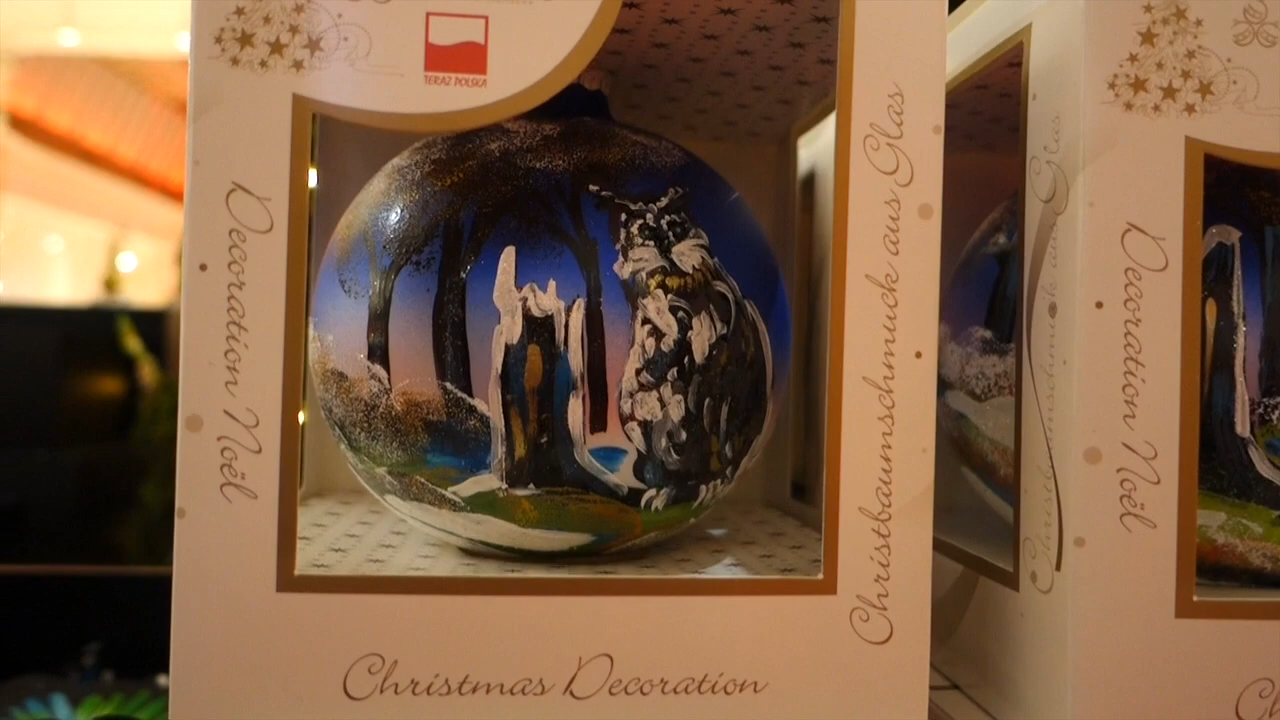 TERAZ POLSKA
Decoration Noël
Christbaumschmuck aus Glas
Christmas Decoration
Christbaumschmuck aus Glas
Decoration Noël